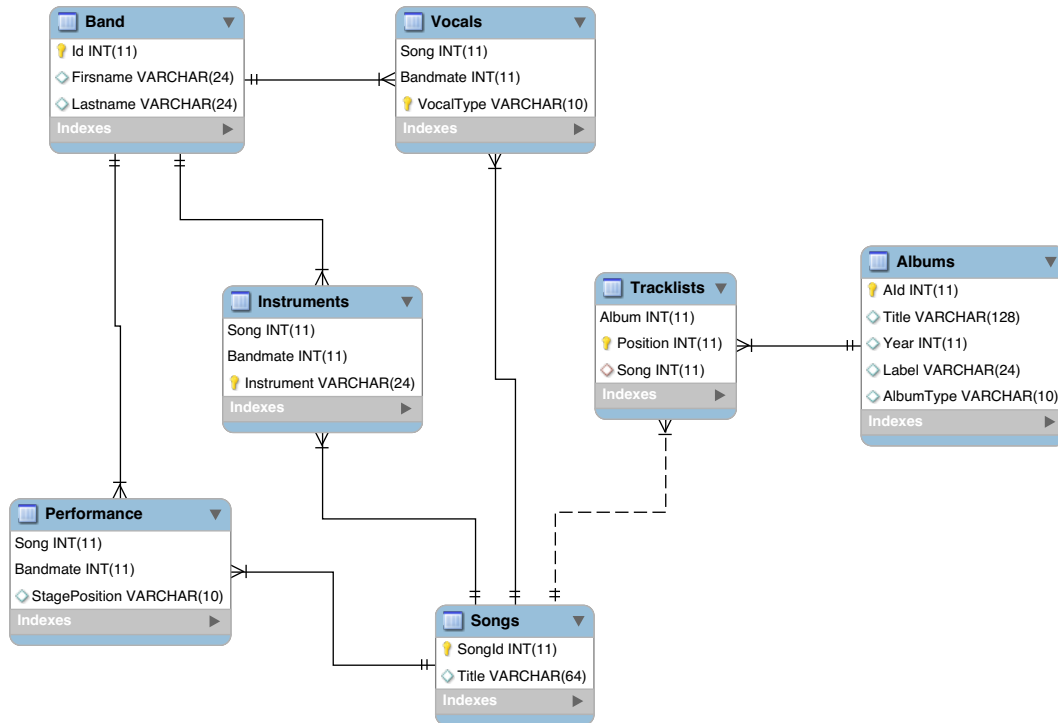 Band
Id INT(11)
Firsname VARCHAR(24)
Lastname VARCHAR(24)
Indexes
Vocals
Song INT(11)
Bandmate INT(11)
VocalType VARCHAR(10)
Indexes
Instruments
Song INT(11)
Bandmate INT(11)
Instrument VARCHAR(24)
Indexes
Tracklists
Album INT(11)
Position INT(11)
Song INT(11)
Indexes
Albums
AId INT(11)
Title VARCHAR(128)
Year INT(11)
Label VARCHAR(24)
AlbumType VARCHAR(10)
Indexes
Performance
Song INT(11)
Bandmate INT(11)
StagePosition VARCHAR(10)
Indexes
Songs
SongId INT(11)
Title VARCHAR(64)
Indexes